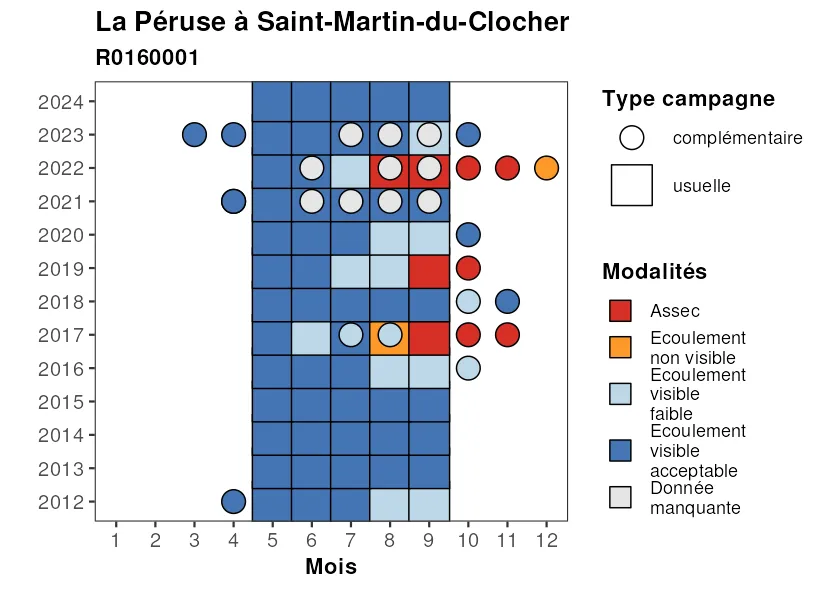 La Péruse à Saint-Martin-du-Clocher
R0160001
2024
2023
2022
2021
2020
2019
2018
2017
2016
2015
2014
2013
2012
1 2 3 4 5 6 7 8 9 10 11 12
Mois
Type campagne
complémentaire
usuelle
Modalités
Assec
Ecoulement
non visible
Ecoulement
visible
faible
Ecoulement
visible
acceptable
Donnée
manquante